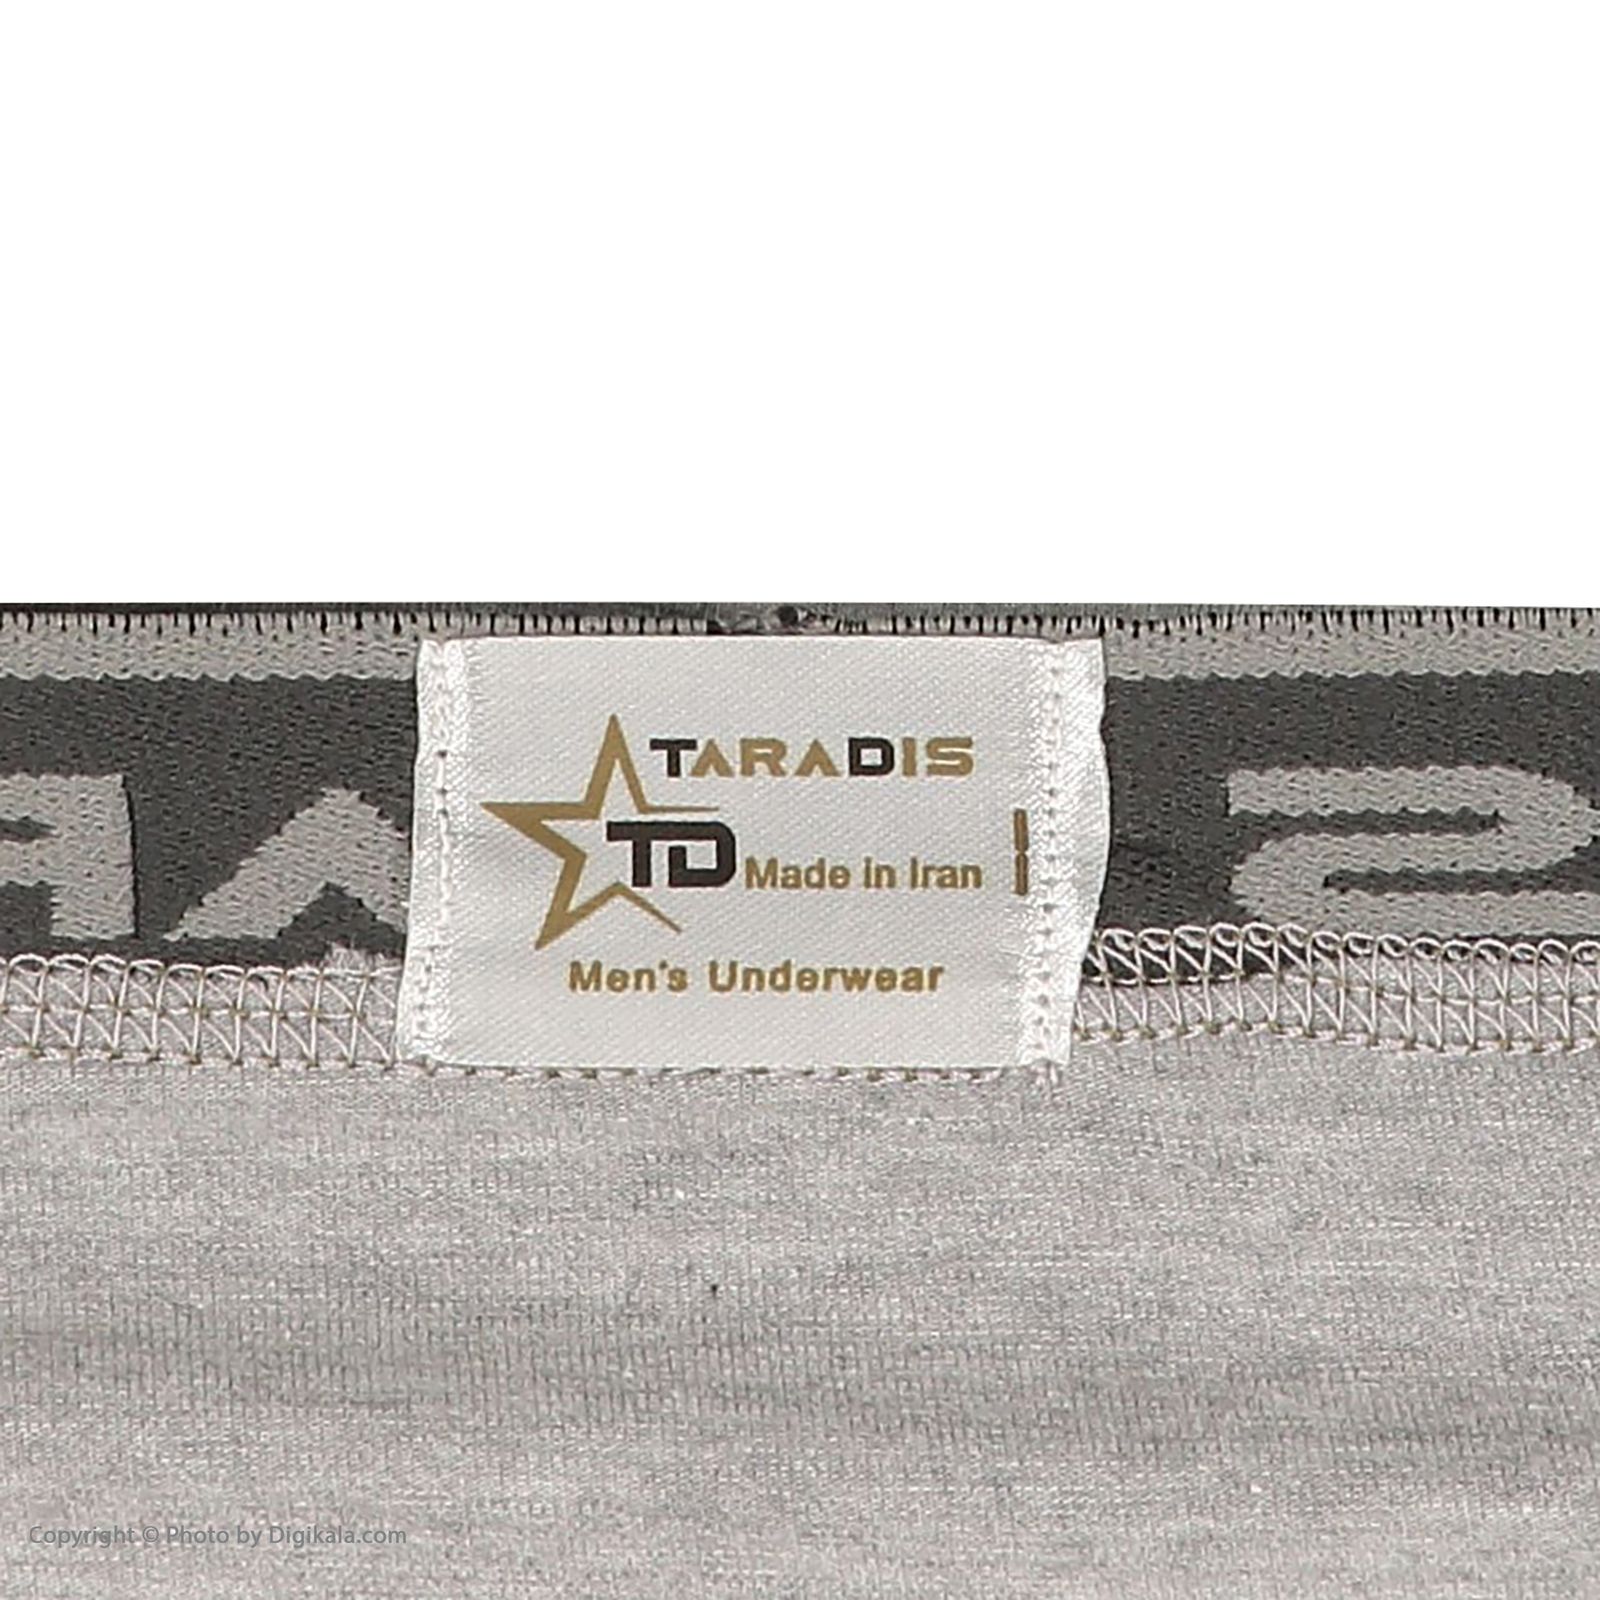 TARADIS
TD
Made in Iran
Men's Underwear
Copyright © Photo by Digikala.com